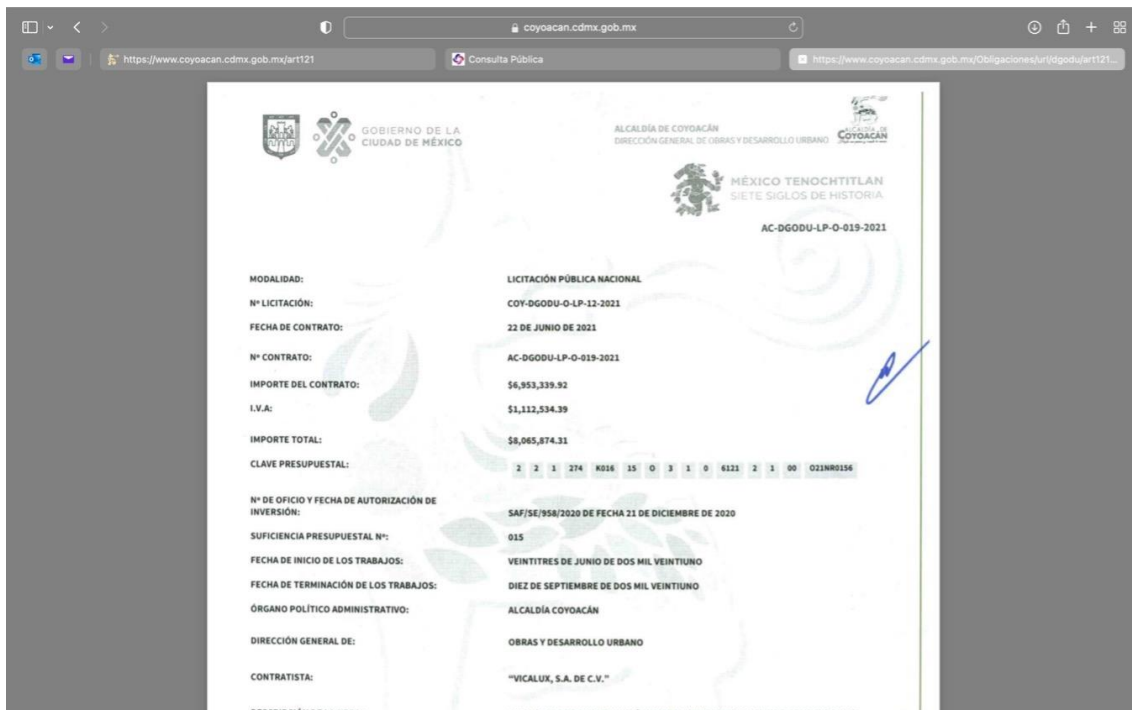 coyoacan.cdmx.gob.mx
https://www.coyoacan.cdmx.gob.mx/art121
Consulta Pública
https://www.coyoacan.cdmx.gob.mx/Obligaciones/url/dgodu/art121...
GOBIERNO DE LA
CIUDAD DE MÉXICO
ALCALDÍA DE COYOACÁN
DIRECCIÓN GENERAL DE OBRAS Y DESARROLLO URBANO
ALCALDÍA DE
COYOACÁN
MÉXICO TENOCHTITLAN
SIETE SIGLOS DE HISTORIA
AC-DGODU-LP-O-019-2021
MODALIDAD: LICITACIÓN PÚBLICA NACIONAL
Nº LICITACIÓN: COY-DGODU-O-LP-12-2021
FECHA DE CONTRATO: 22 DE JUNIO DE 2021
Nº CONTRATO: AC-DGODU-LP-O-019-2021
IMPORTE DEL CONTRATO: $6,953,339.92
I.V.A: $1,112,534.39
IMPORTE TOTAL: $8,065,874.31
CLAVE PRESUPUESTAL: 2 2 1 274 K016 15 O 3 1 0 6121 2 1 00 O21NR0156
Nº DE OFICIO Y FECHA DE AUTORIZACIÓN DE
INVERSIÓN: SAF/SE/958/2020 DE FECHA 21 DE DICIEMBRE DE 2020
SUFICIENCIA PRESUPUESTAL Nº: 015
FECHA DE INICIO DE LOS TRABAJOS: VEINTITRES DE JUNIO DE DOS MIL VEINTIUNO
FECHA DE TERMINACIÓN DE LOS TRABAJOS: DIEZ DE SEPTIEMBRE DE DOS MIL VEINTIUNO
ÓRGANO POLÍTICO ADMINISTRATIVO: ALCALDÍA COYOACÁN
DIRECCIÓN GENERAL DE: OBRAS Y DESARROLLO URBANO
CONTRATISTA: "VICALUX, S.A. DE C.V."